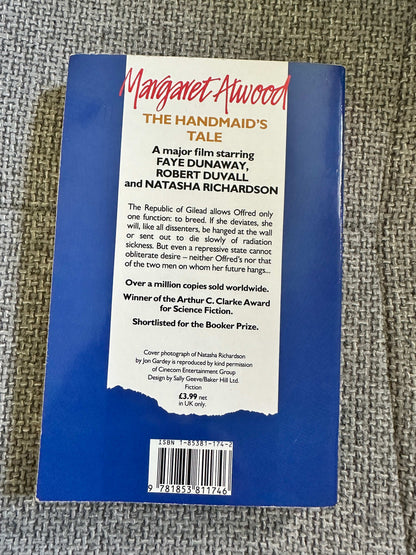 Margaret Atwood
THE HANDMAID'S
TALE
A major film starring
FAYE DUNAWAY,
ROBERT DUVALL
and NATASHA RICHARDSON
The Republic of Gilead allows Offred only
one function: to breed. If she deviates, she
will, like all dissenters, be hanged at the wall
or sent out to die slowly of radiation
sickness. But even a repressive state cannot
obliterate desire – neither Offred's nor that
of the two men on whom her future hangs...
Over a million copies sold worldwide.
Winner of the Arthur C. Clarke Award
for Science Fiction.
Shortlisted for the Booker Prize.
Cover photograph of Natasha Richardson
by Jon Gardey is reproduced by kind permission
of Cinecom Entertainment Group
Design by Sally Geeve/Baker Hill Ltd.
Fiction
£3.99 net
in UK only.
ISBN 1-85381-174-2
9 781853 811746